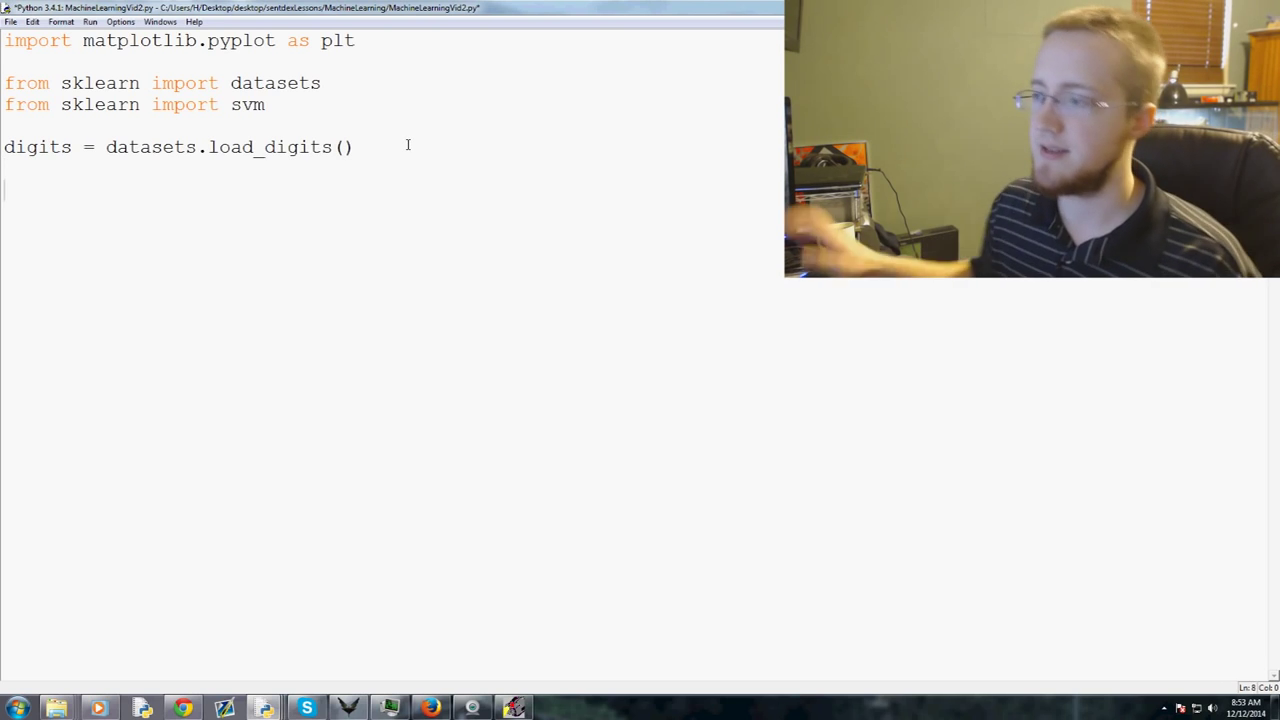 *Python 3.4.1: MachineLearningVid2.py - C:/Users/H/Desktop/desktop/sentdexLessons/MachineLearning/MachineLearningVid2.py*
File Edit Format Run Options Windows Help
import matplotlib.pyplot as plt
from sklearn import datasets
from sklearn import svm
digits = datasets.load_digits()
Ln: 8 Col: 0
8:53 AM
12/12/2014